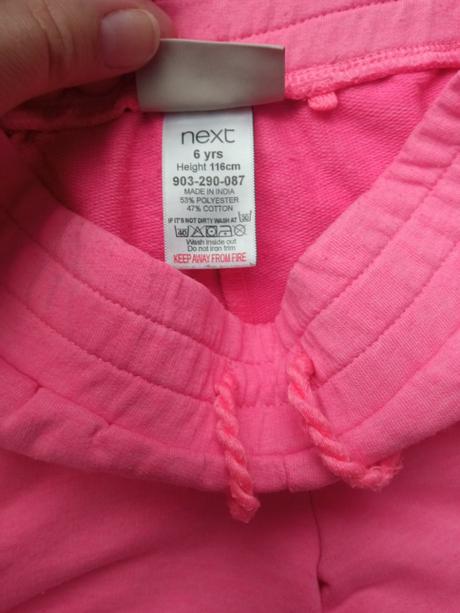 next
6 yrs
Height 116cm
903-290-087
MADE IN INDIA
53% POLYESTER
47% COTTON
IF IT'S NOT DIRTY WASH AT 30
40
Wash inside out
Do not iron trim
KEEP AWAY FROM FIRE